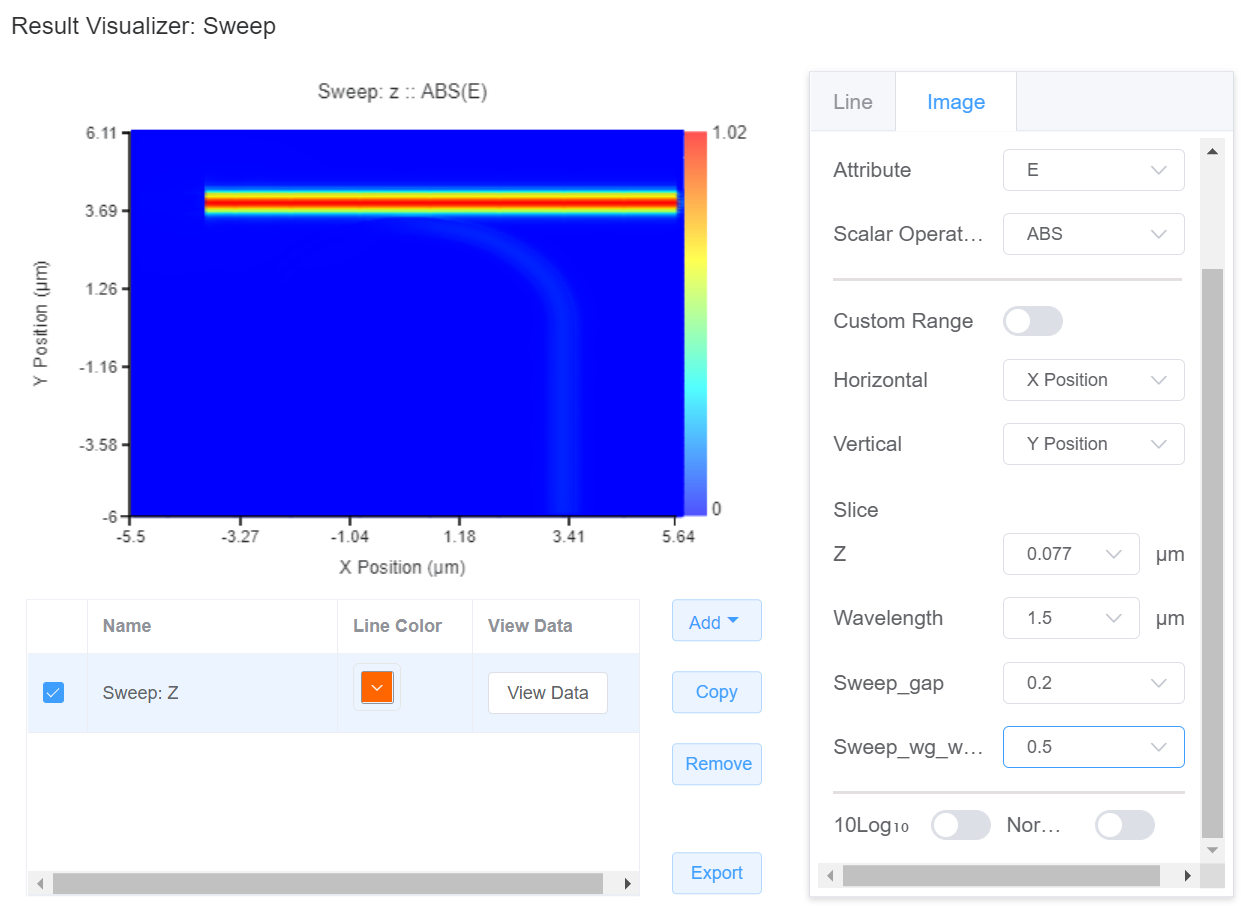 Result Visualizer: Sweep
Sweep: z :: ABS(E)
6.11
3.69
1.26
-1.16
-3.58
-6
Y Position (μm)
-5.5 -3.27 -1.04 1.18 3.41 5.64
X Position (μm)
1.02
0
Name Line Color View Data
Sweep: Z View Data
Add
Copy
Remove
Export
Line Image
Attribute E
Scalar Operat... ABS
Custom Range
Horizontal X Position
Vertical Y Position
Slice
Z 0.077 μm
Wavelength 1.5 μm
Sweep_gap 0.2
Sweep_wg_w... 0.5
10Log₁₀ Nor...